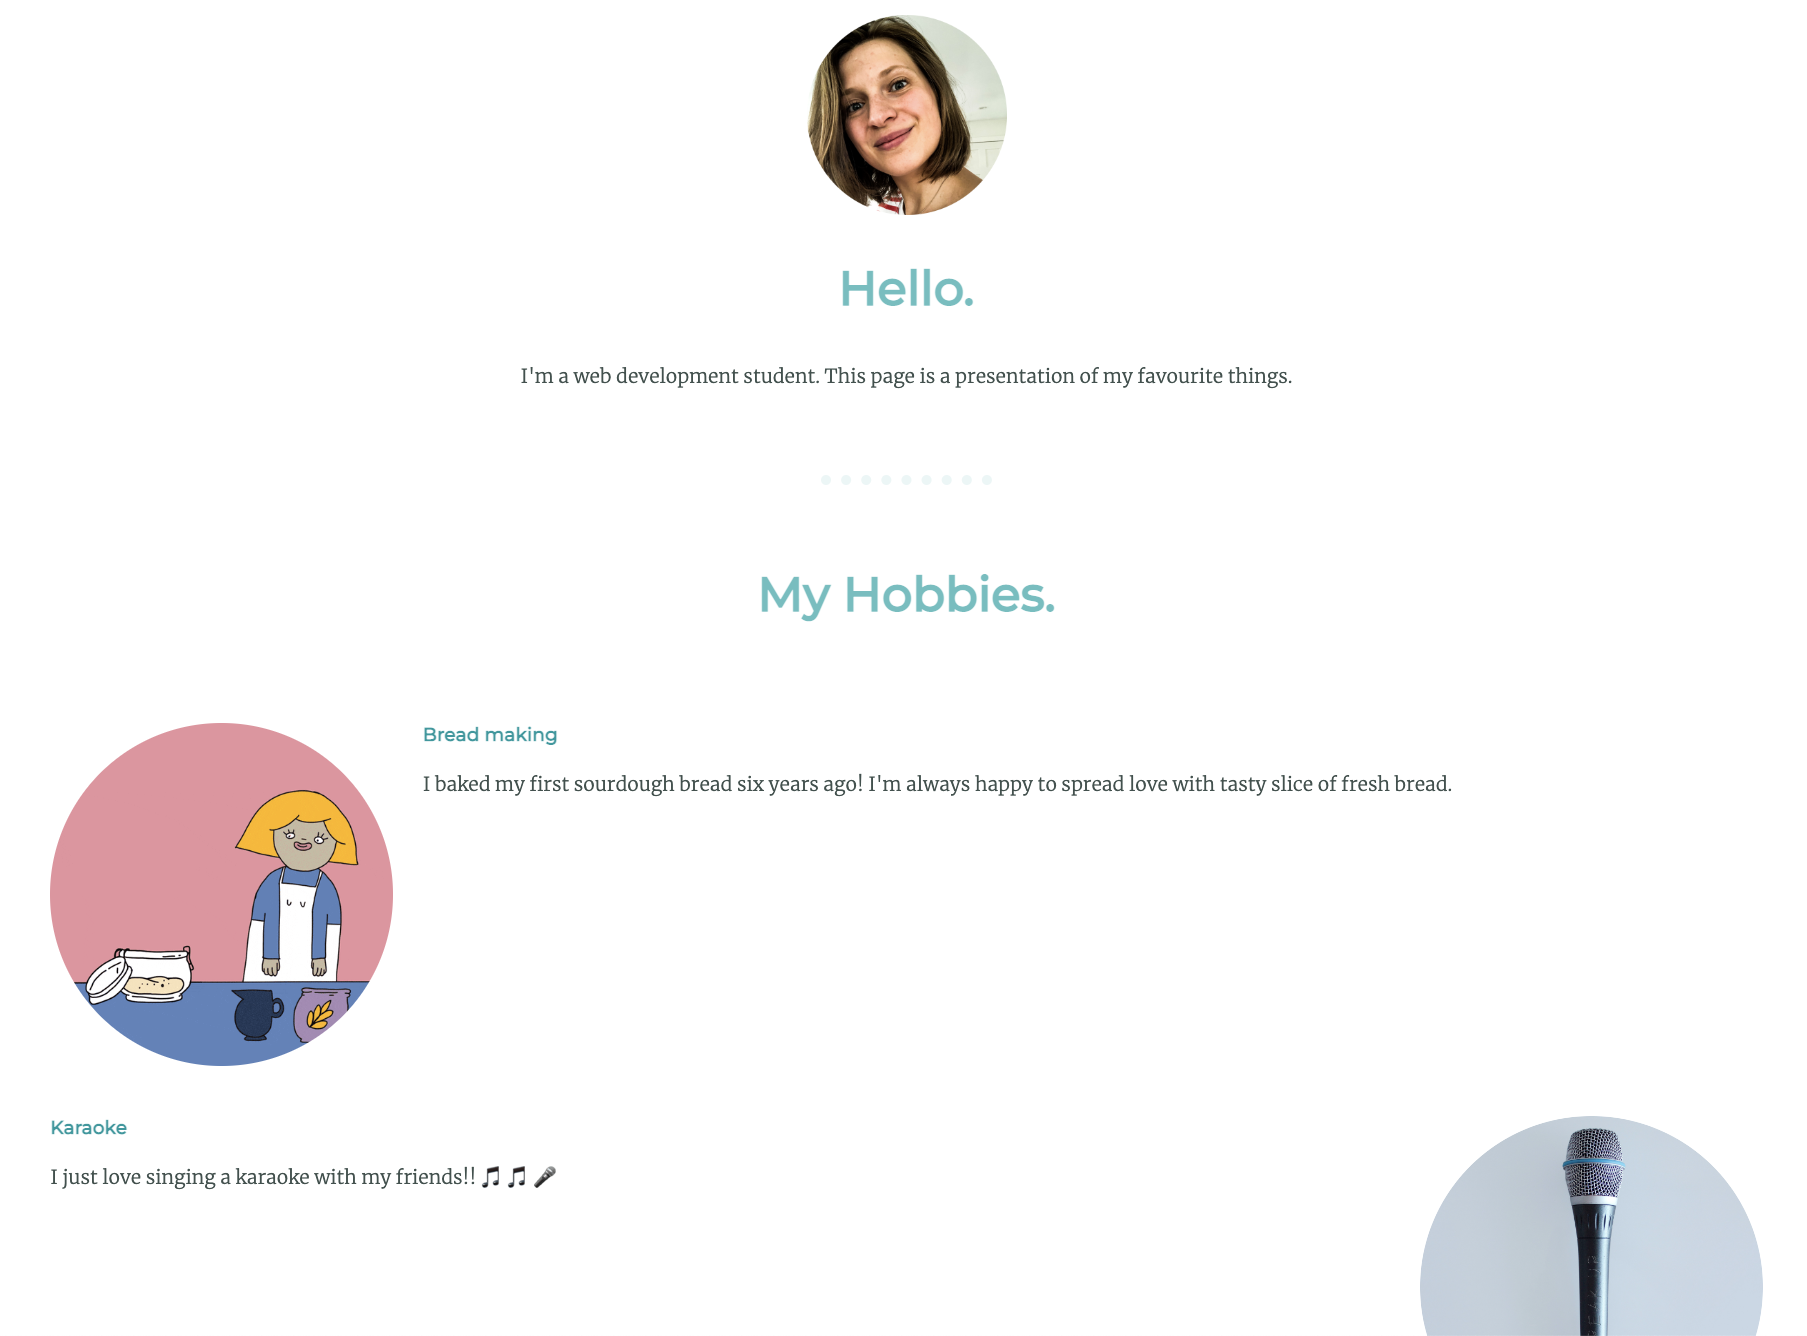 Hello.
I'm a web development student. This page is a presentation of my favourite things.
My Hobbies.
Bread making
I baked my first sourdough bread six years ago! I'm always happy to spread love with tasty slice of fresh bread.
Karaoke
I just love singing a karaoke with my friends!! 🎵 🎵 🎤